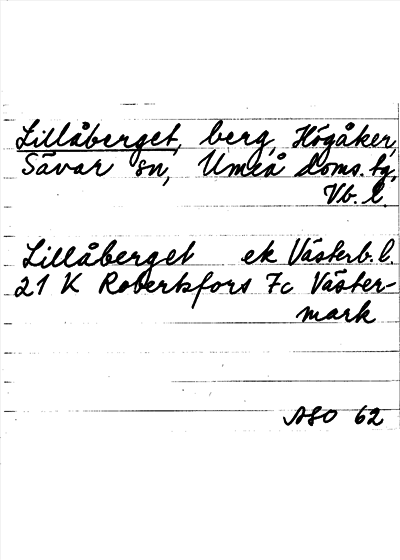 Lillåberget, berg, Högåker,
Sävar sn, Umeå doms. tg,
Vb. l.
Lillåberget ek Västerb. l.
21 K Robertsfors 7c Väster-
mark
ASO 62